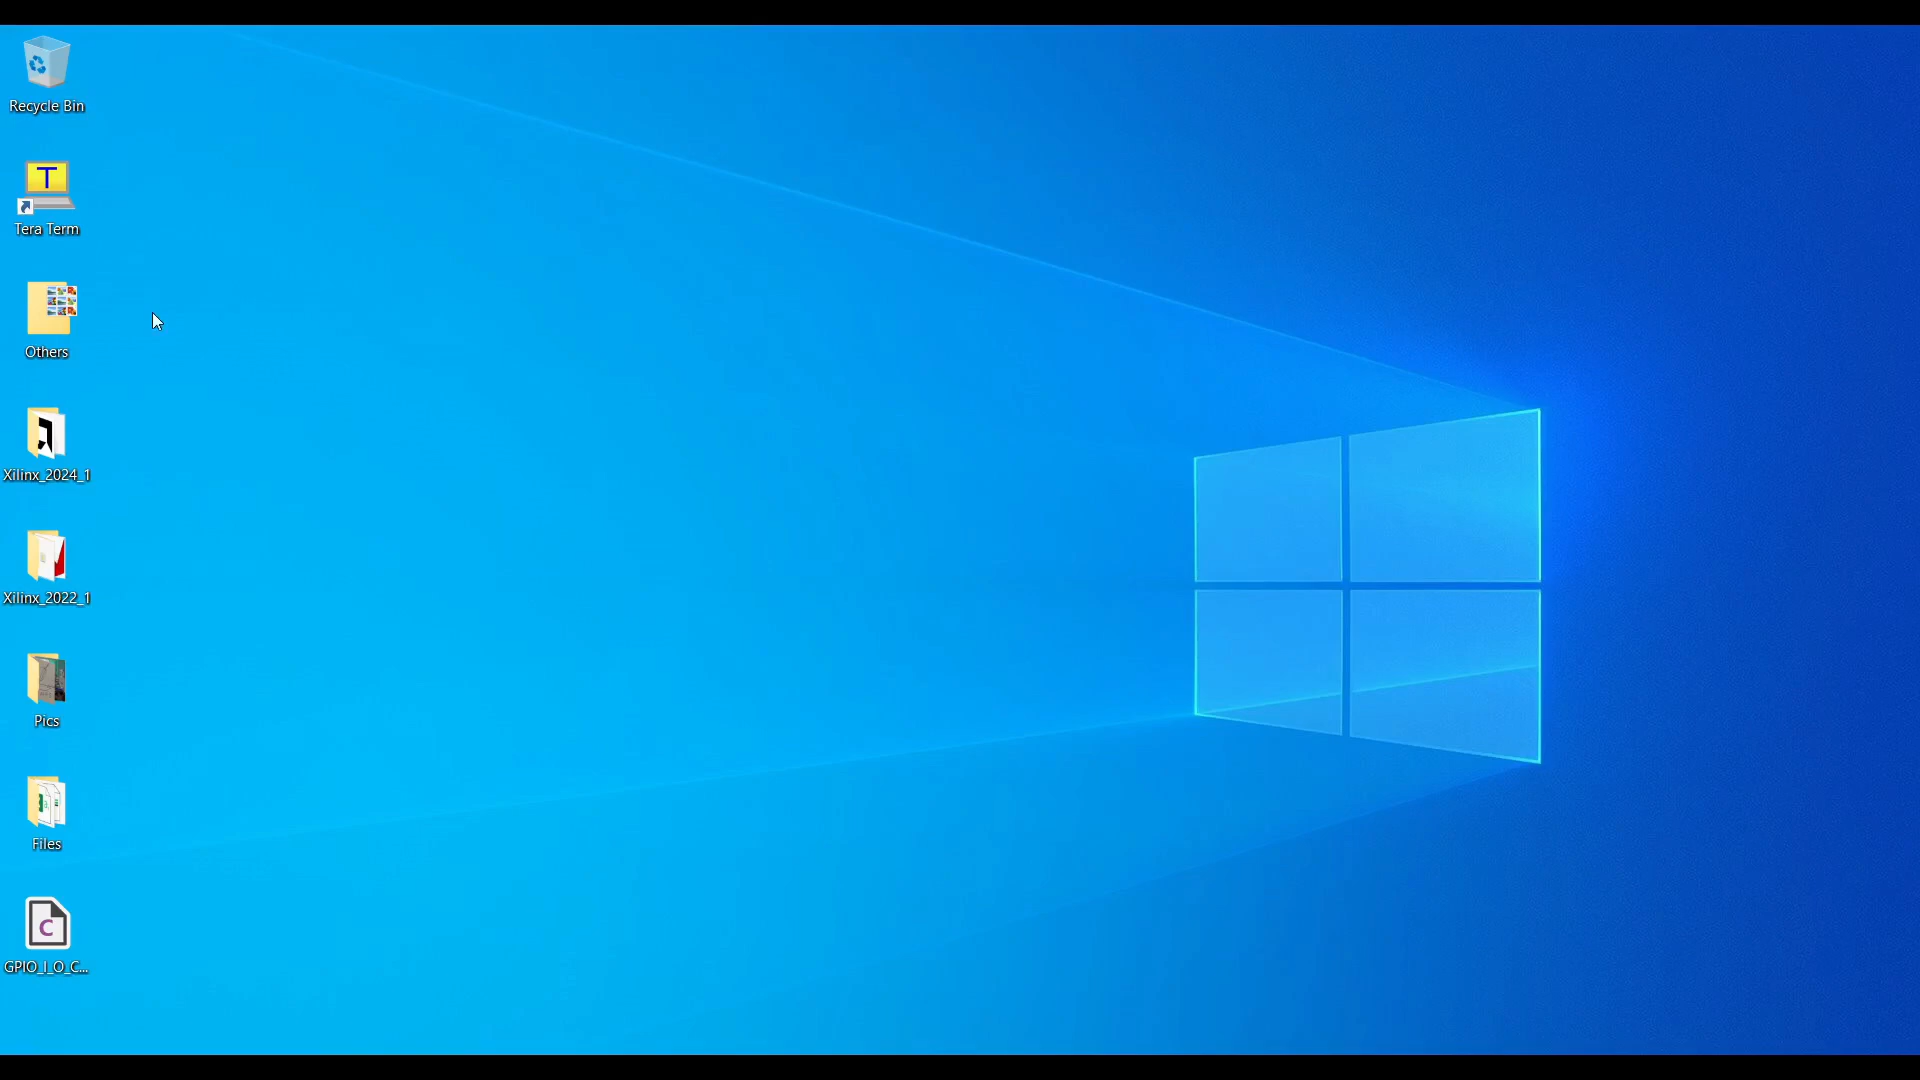 Recycle Bin
T
Tera Term
Others
Xilinx_2024_1
Xilinx_2022_1
Pics
Files
C
GPIO_I_O_C...